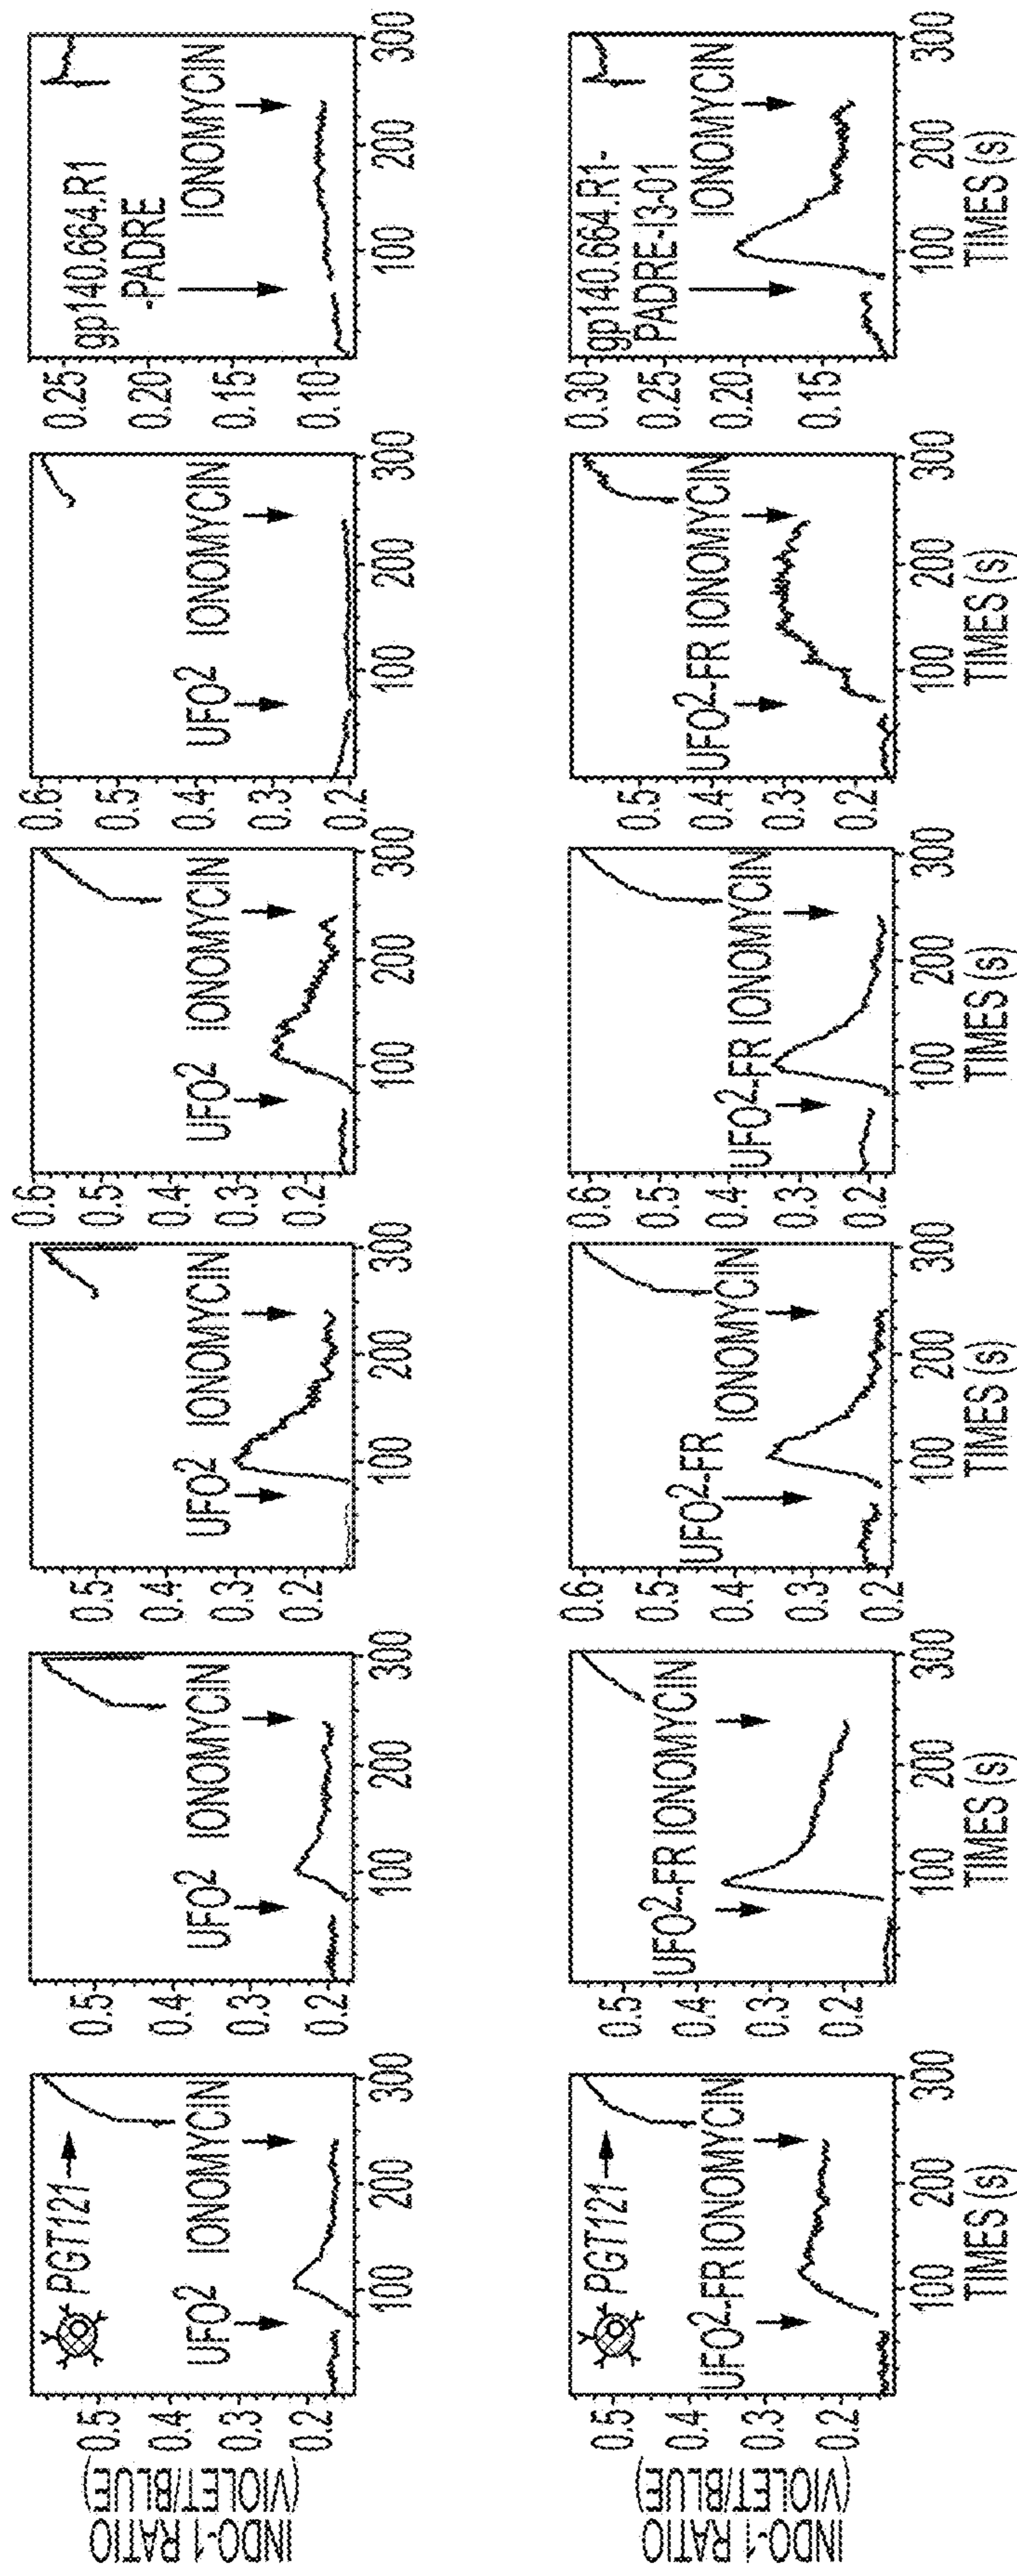 INDO-1 RATIO
(VIOLET/BLUE)
0.5
0.4
0.3
0.2
PGT121
UFO² IONOMYCIN
100 200 300
0.5
0.4
0.3
0.2
UFO² IONOMYCIN
100 200 300
0.5
0.4
0.3
0.2
UFO² IONOMYCIN
100 200 300
0.6
0.5
0.4
0.3
0.2
UFO² IONOMYCIN
100 200 300
0.6
0.5
0.4
0.3
0.2
UFO² IONOMYCIN
100 200 300
0.25
0.20
0.15
0.10
gp140.664.R1
-PADRE
IONOMYCIN
100 200 300
INDO-1 RATIO
(VIOLET/BLUE)
0.5
0.4
0.3
0.2
PGT121
UFO²-FR IONOMYCIN
100 200 300
TIMES (s)
0.5
0.4
0.3
0.2
UFO²-FR IONOMYCIN
100 200 300
TIMES (s)
0.6
0.5
0.4
0.3
0.2
UFO²-FR
IONOMYCIN
100 200 300
TIMES (s)
0.6
0.5
0.4
0.3
0.2
UFO²-FR IONOMYCIN
100 200 300
TIMES (s)
0.5
0.4
0.3
0.2
UFO²-FR IONOMYCIN
100 200 300
TIMES (s)
0.30
0.25
0.20
0.15
gp140.664.R1-
PADRE-I3-01
IONOMYCIN
100 200 300
TIMES (s)